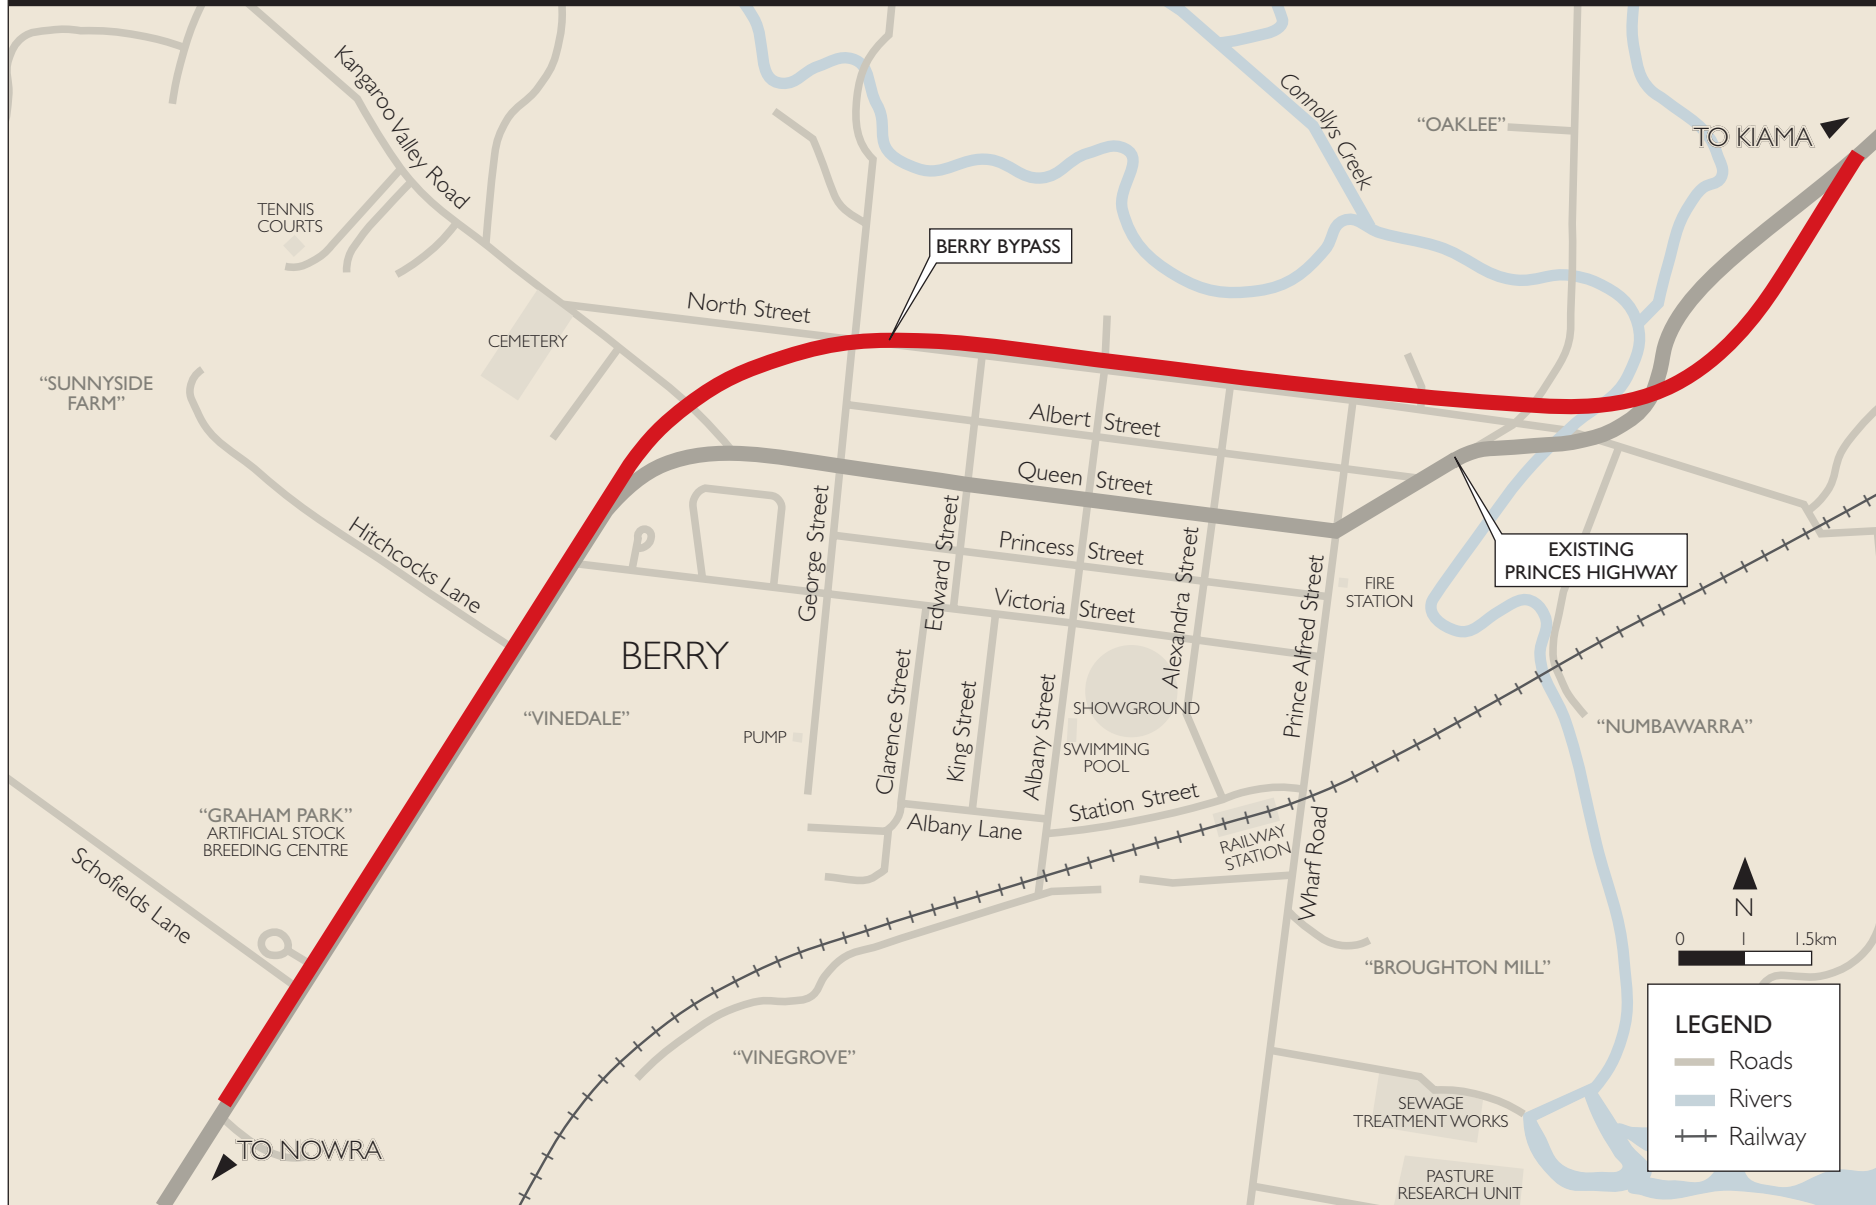 Kangaroo Valley Road
Connollys Creek
“OAKLEE”
TO KIAMA
TENNIS
COURTS
BERRY BYPASS
North Street
CEMETERY
“SUNNYSIDE
FARM”
Albert Street
Queen Street
Hitchcocks Lane
George Street
Edward Street
Princess Street
Alexandra Street
EXISTING
PRINCES HIGHWAY
Victoria Street
Prince Alfred Street
FIRE
STATION
BERRY
“VINEDALE”
PUMP
Clarence Street
King Street
Albany Street
SHOWGROUND
SWIMMING
POOL
“NUMBAWARRA”
Station Street
Albany Lane
RAILWAY
STATION
Wharf Road
“GRAHAM PARK”
ARTIFICIAL STOCK
BREEDING CENTRE
Schofields Lane
N
0 1 1.5km
“BROUGHTON MILL”
“VINEGROVE”
LEGEND
Roads
Rivers
Railway
SEWAGE
TREATMENT WORKS
TO NOWRA
PASTURE
RESEARCH UNIT